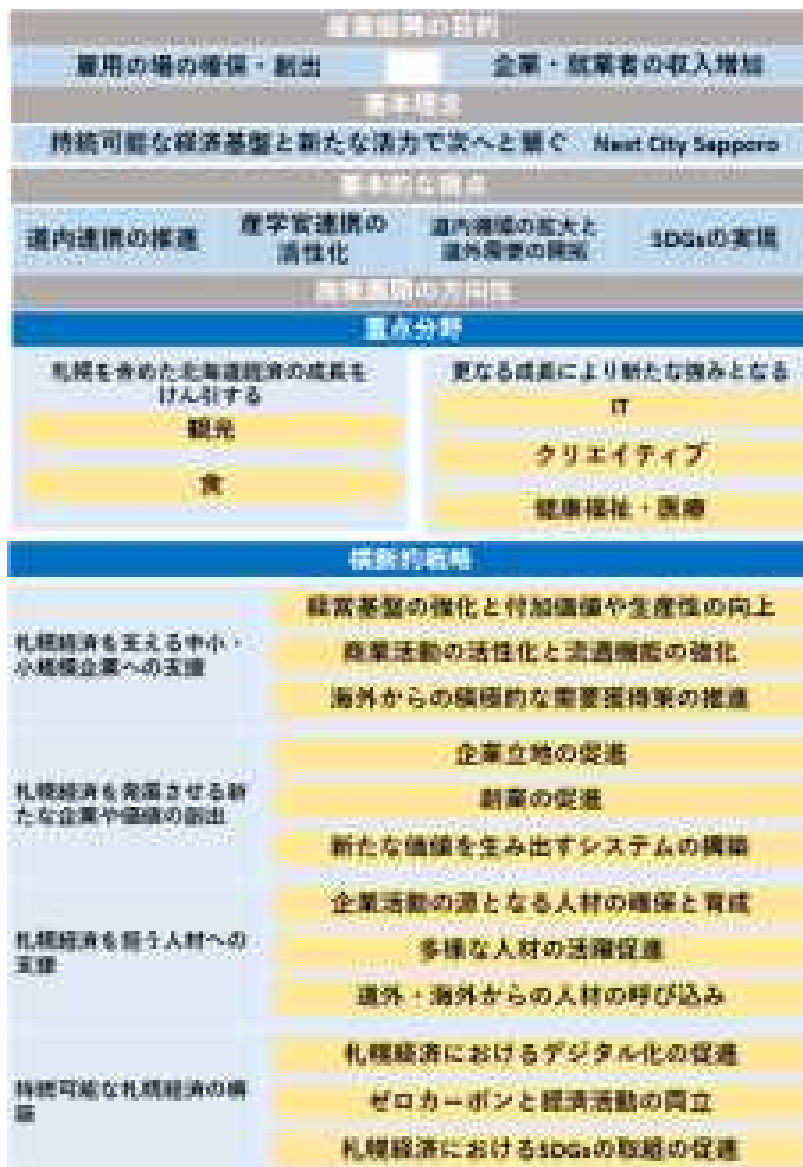 産業振興の目的
雇用の場の確保・創出
企業・就業者の収入増加
基本理念
持続可能な経済基盤と新たな活力で次へと繋ぐ Next City Sapporo
基本的な視点
道内連携の推進
産学官連携の
活性化
道内循環の拡大と
道外需要の開拓
SDGsの実現
産業振興の方向性
重点分野
札幌を含めた北海道経済の成長を
けん引する
観光
食
更なる成長により新たな強みとなる
IT
クリエイティブ
健康福祉・医療
横断的戦略
札幌経済を支える中小・
小規模企業への支援
経営基盤の強化と付加価値や生産性の向上
商業活動の活性化と流通機能の強化
海外からの積極的な需要獲得策の推進
札幌経済を発展させる新
たな企業や価値の創出
企業立地の促進
創業の促進
新たな価値を生み出すシステムの構築
札幌経済を担う人材への
支援
企業活動の源となる人材の確保と育成
多様な人材の活躍促進
道外・海外からの人材の呼び込み
持続可能な札幌経済の構
築
札幌経済におけるデジタル化の促進
ゼロカーボンと経済活動の両立
札幌経済におけるSDGsの取組の促進